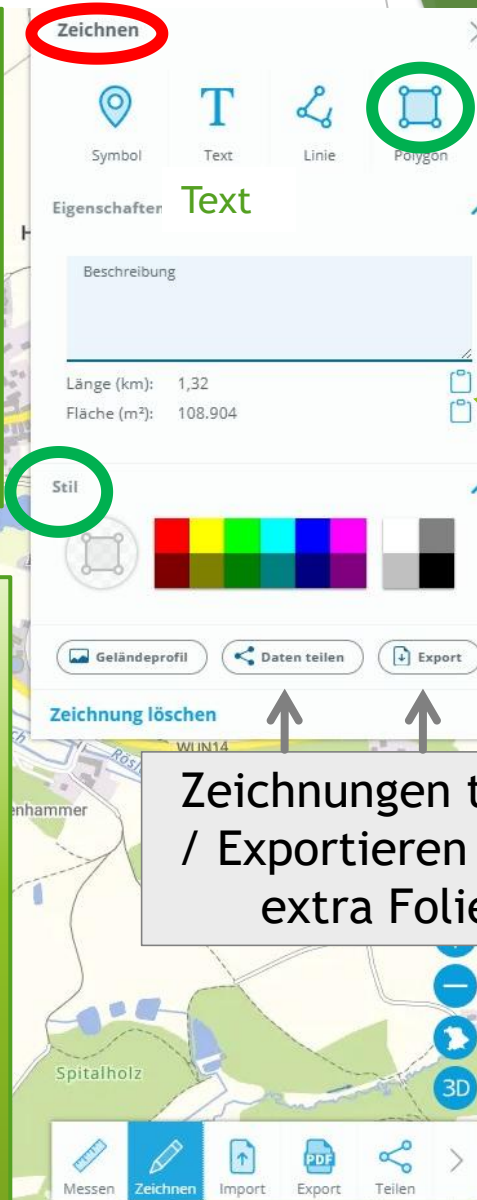 Zeichnen
Symbol Text Linie Polygon
Eigenschaften Text
Beschreibung
Länge (km): 1,32
Fläche (m²): 108.904
Stil
Geländeprofil Daten teilen Export
Zeichnung löschen
WUN14
Zeichnungen
/ Exportieren
extra Folie
Spitalholz
3D
Messen Zeichnen Import PDF Export Teilen